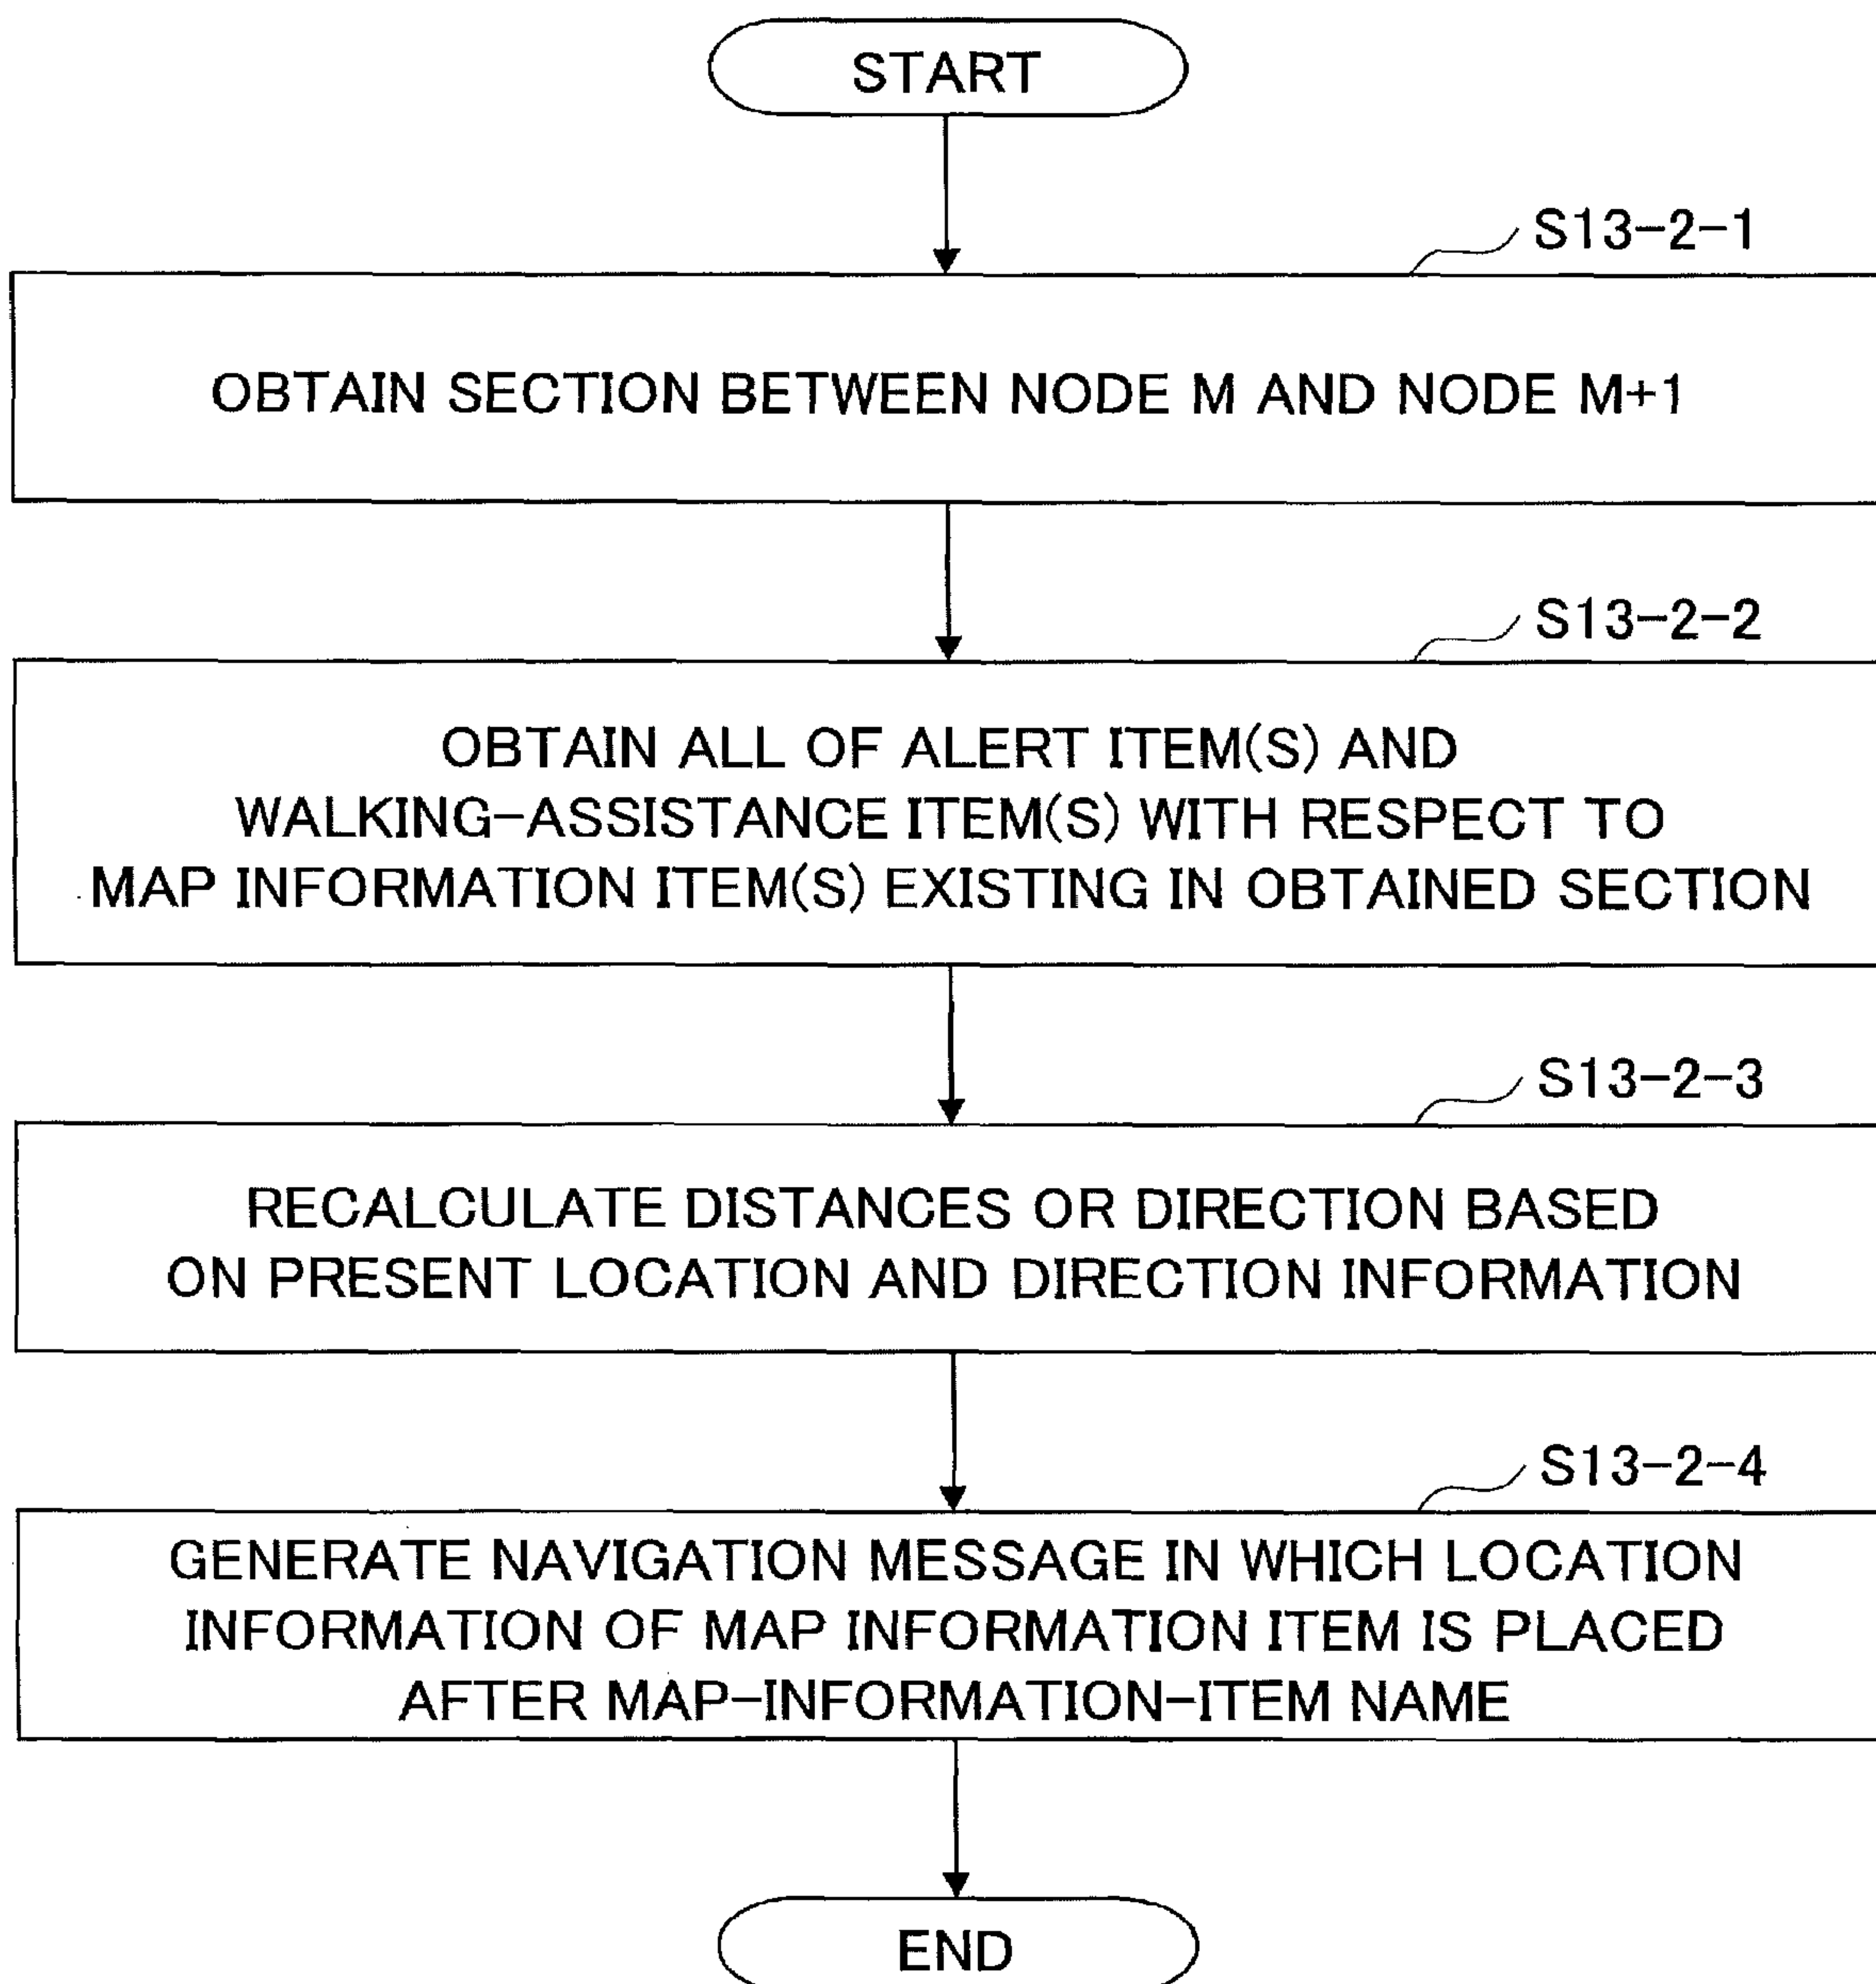 START
S13-2-1
OBTAIN SECTION BETWEEN NODE M AND NODE M+1
S13-2-2
OBTAIN ALL OF ALERT ITEM(S) AND
WALKING-ASSISTANCE ITEM(S) WITH RESPECT TO
MAP INFORMATION ITEM(S) EXISTING IN OBTAINED SECTION
S13-2-3
RECALCULATE DISTANCES OR DIRECTION BASED
ON PRESENT LOCATION AND DIRECTION INFORMATION
S13-2-4
GENERATE NAVIGATION MESSAGE IN WHICH LOCATION
INFORMATION OF MAP INFORMATION ITEM IS PLACED
AFTER MAP-INFORMATION-ITEM NAME
END